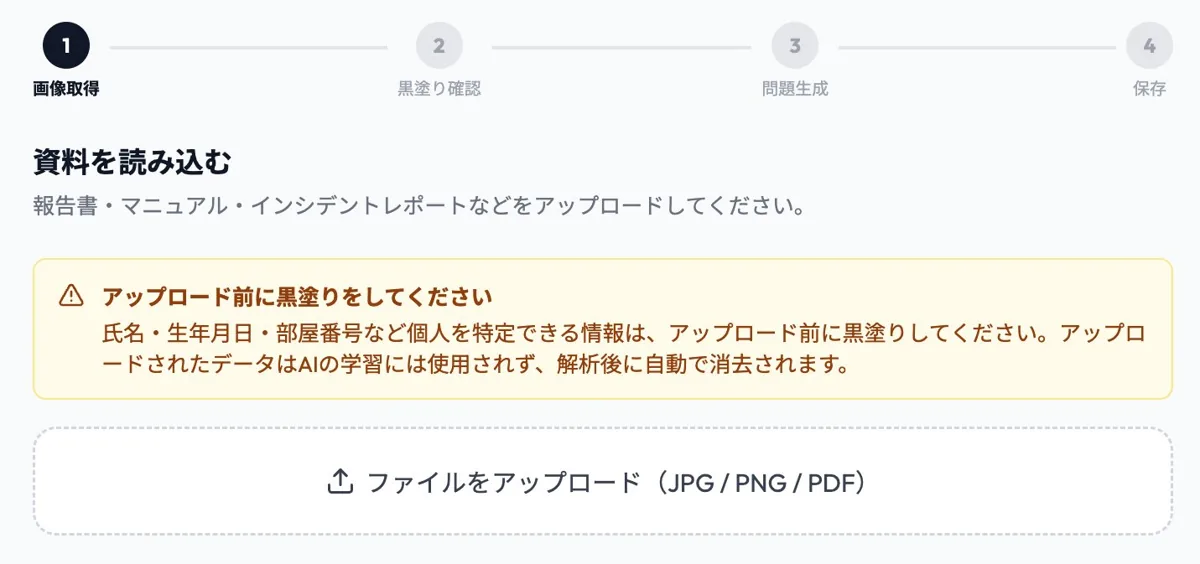 1
2
3
4
画像取得
黒塗り確認
問題生成
保存
資料を読み込む
報告書・マニュアル・インシデントレポートなどをアップロードしてください。
アップロード前に黒塗りをしてください
氏名・生年月日・部屋番号など個人を特定できる情報は、アップロード前に黒塗りしてください。アップロ
ードされたデータはAIの学習には使用されず、解析後に自動で消去されます。
ファイルをアップロード（JPG / PNG / PDF）